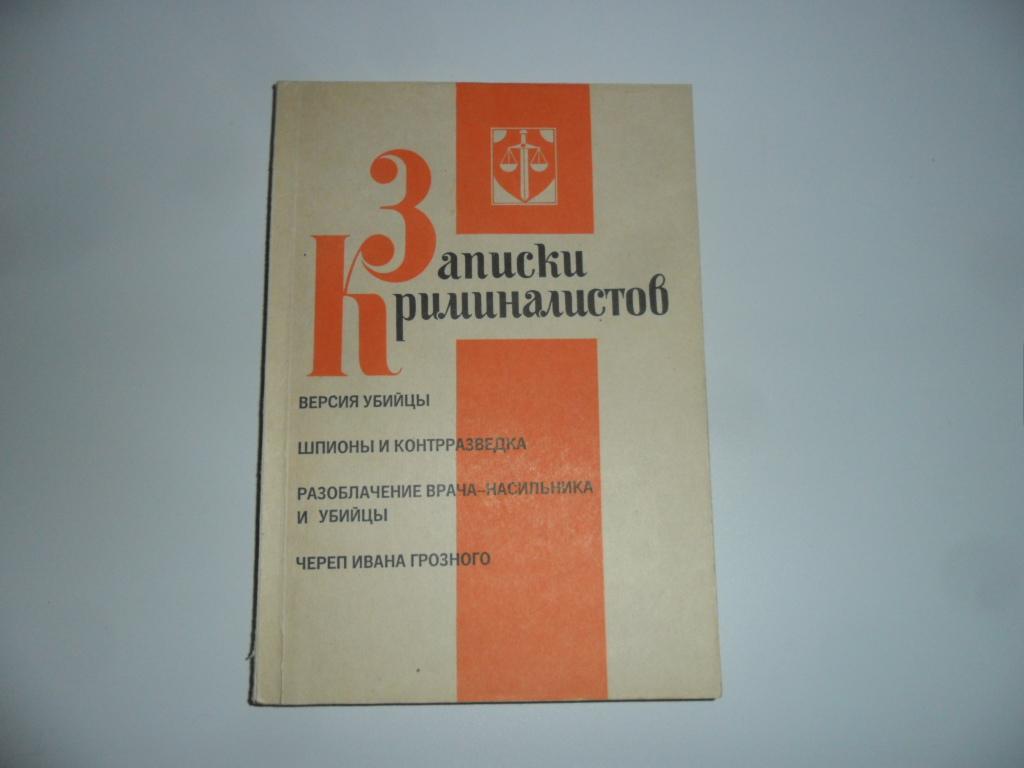 Записки
Криминалистов
ВЕРСИЯ УБИЙЦЫ
ШПИОНЫ И КОНТРРАЗВЕДКА
РАЗОБЛАЧЕНИЕ ВРАЧА-НАСИЛЬНИКА
И УБИЙЦЫ
ЧЕРЕП ИВАНА ГРОЗНОГО